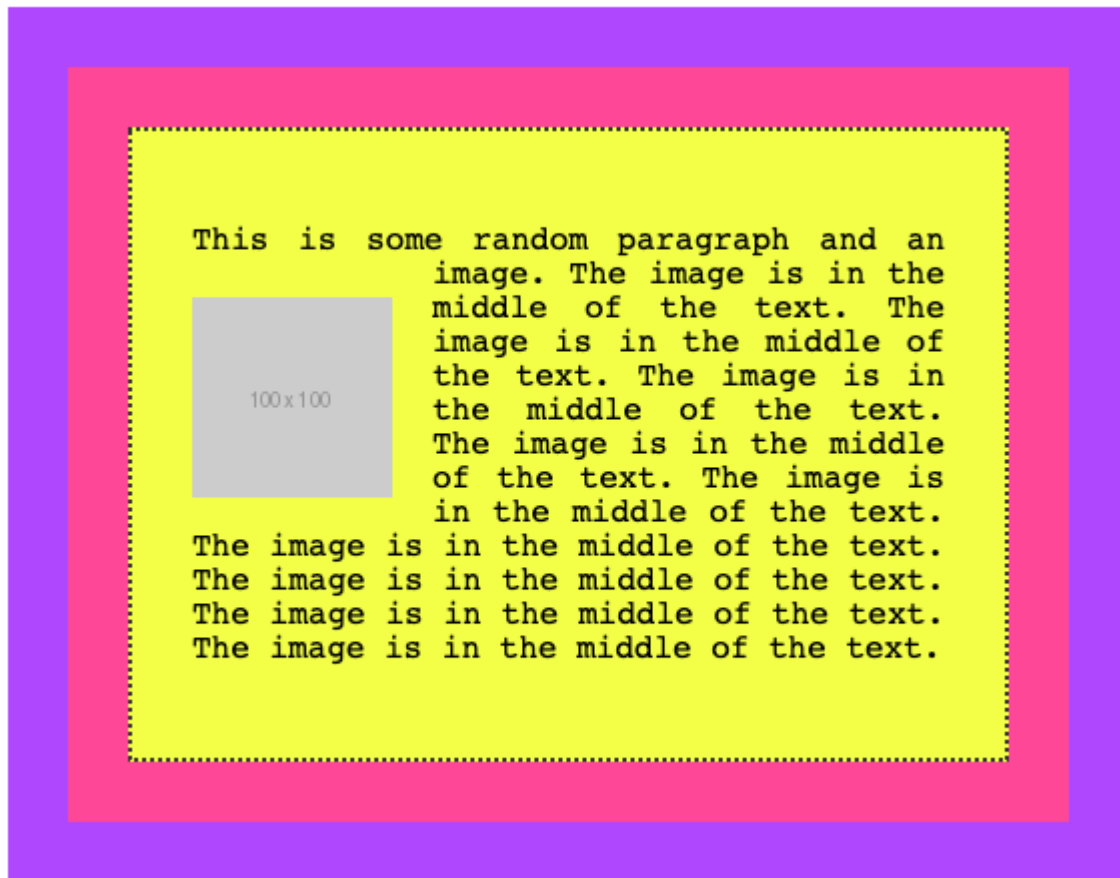 This is some random paragraph and an
image. The image is in the
middle of the text. The
image is in the middle of
the text. The image is in
100 x 100
the middle of the text.
The image is in the middle
of the text. The image is
in the middle of the text.
The image is in the middle of the text.
The image is in the middle of the text.
The image is in the middle of the text.
The image is in the middle of the text.